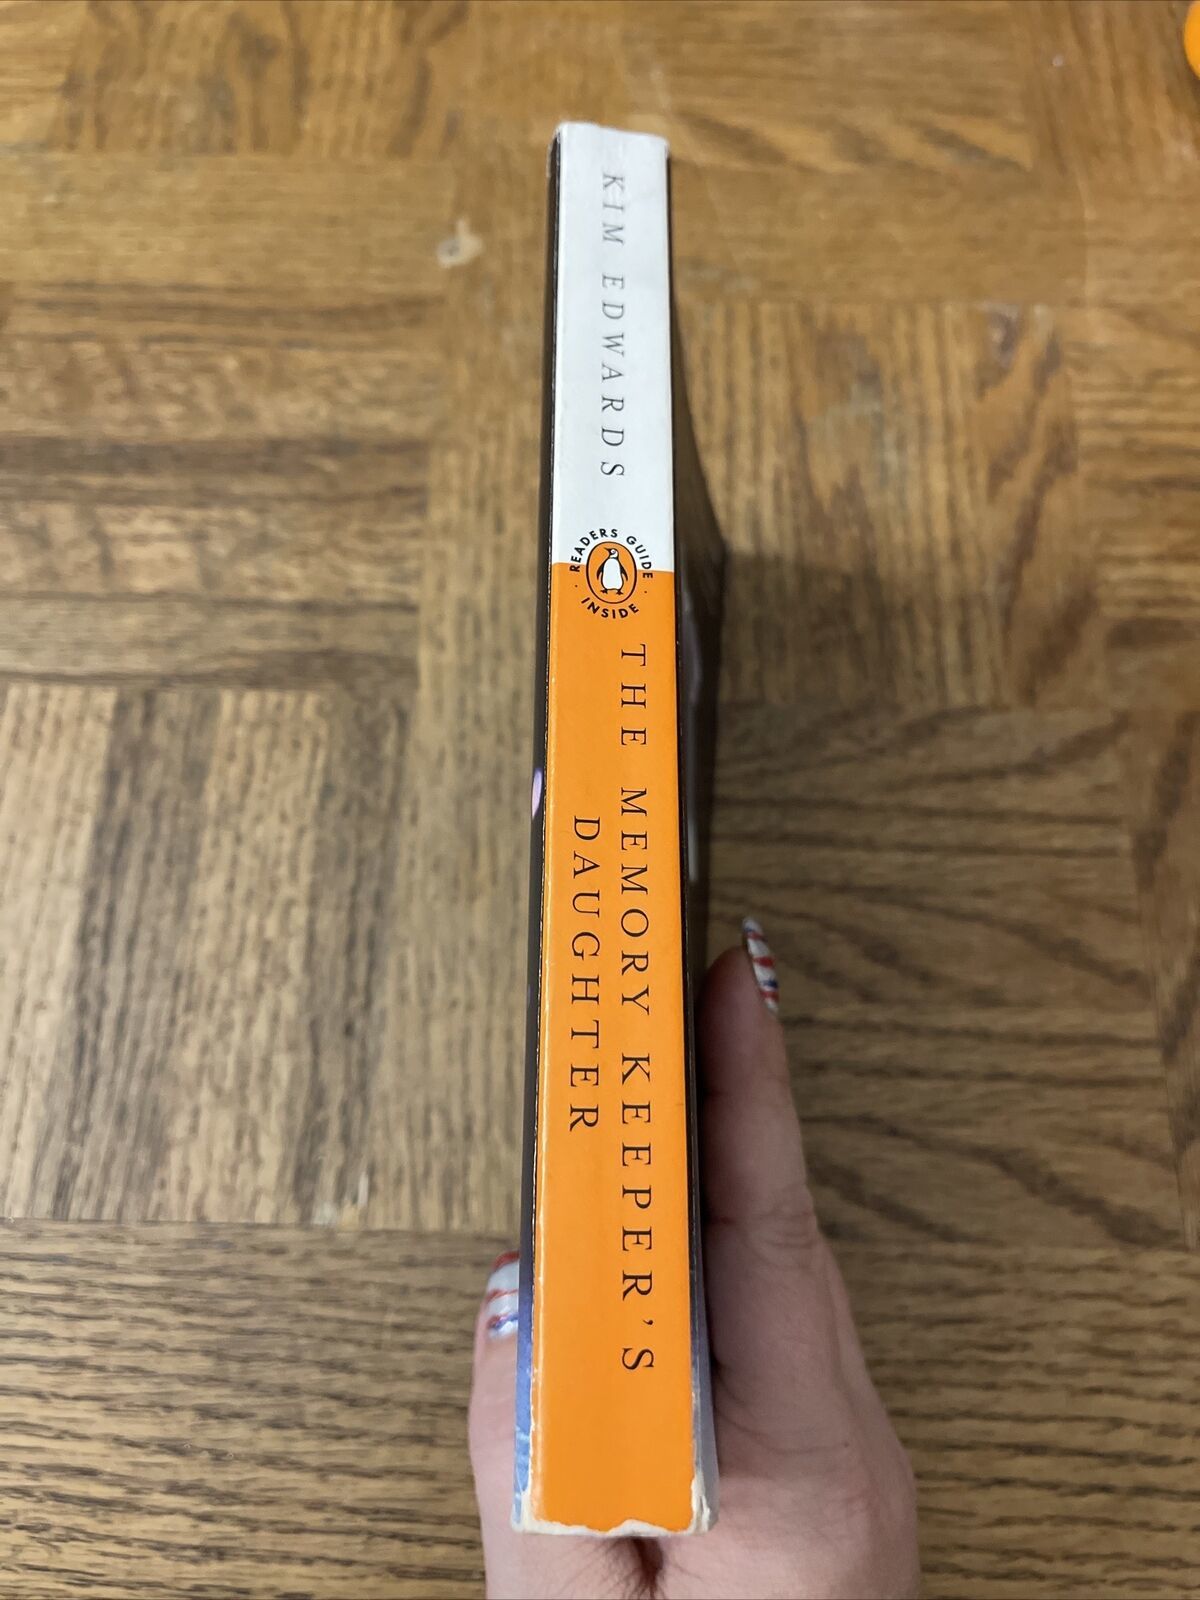 KIM EDWARDS
READERS GUIDE
· INSIDE ·
THE MEMORY KEEPER'S
DAUGHTER